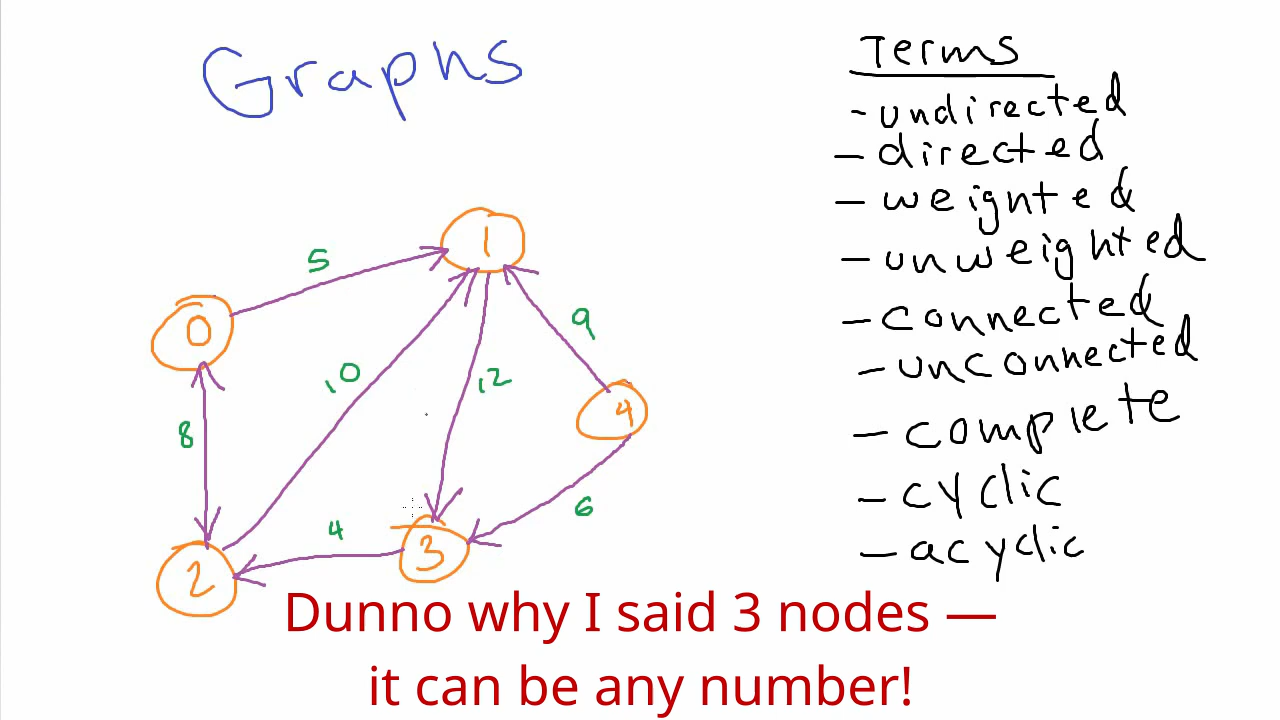 Graphs
Terms
- undirected
- directed
- weighted
- unweighted
- connected
- unconnected
- complete
- cyclic
- acyclic
1
5
0
9
10
12
4
8
6
4
3
2
Dunno why I said 3 nodes —
it can be any number!